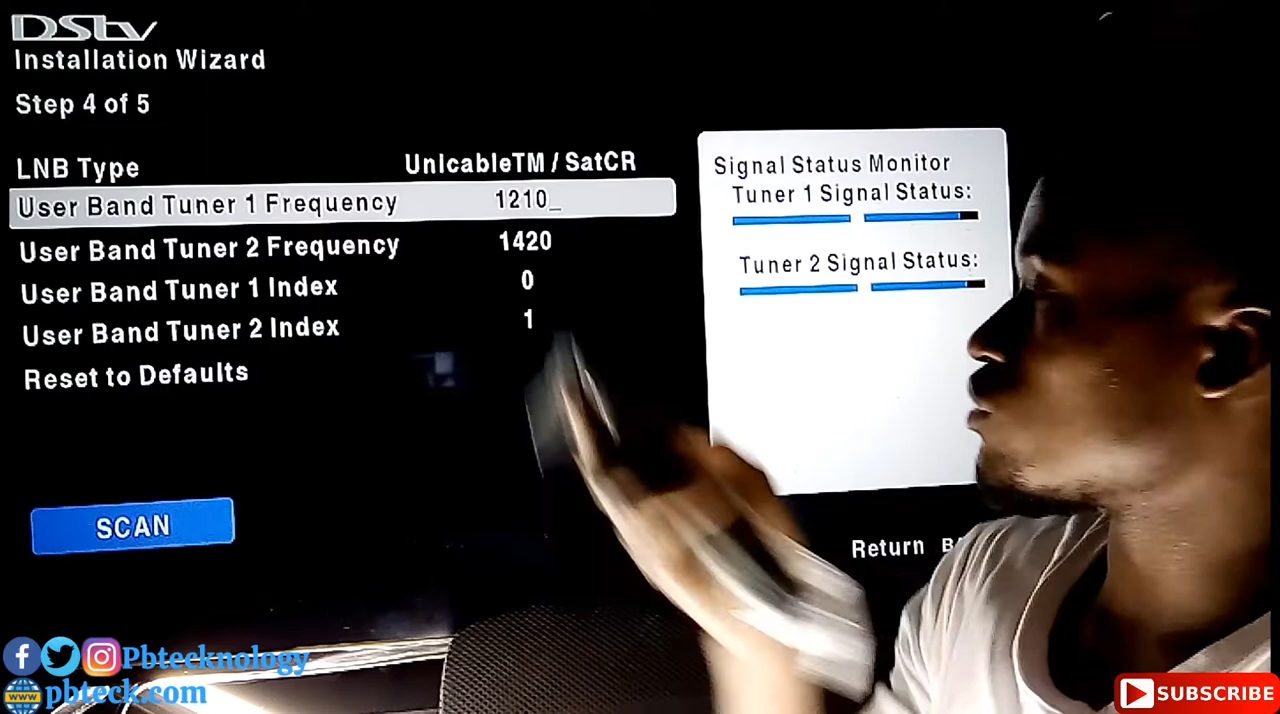 DStv
Installation Wizard
Step 4 of 5
LNB Type UnicableTM / SatCR
User Band Tuner 1 Frequency 1210_
User Band Tuner 2 Frequency 1420
User Band Tuner 1 Index 0
User Band Tuner 2 Index 1
Reset to Defaults
SCAN
Signal Status Monitor
Tuner 1 Signal Status:
Tuner 2 Signal Status:
Return
Pbtecknology
pbteck.com
SUBSCRIBE